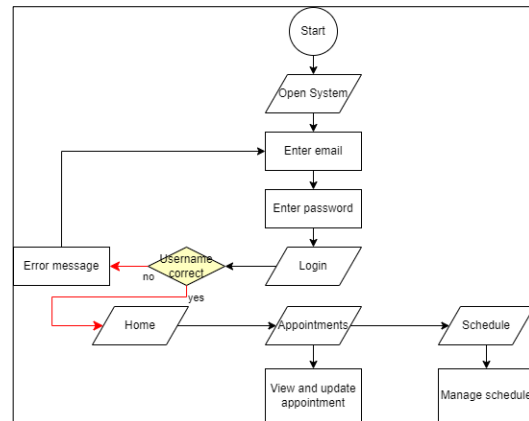 Start
Open System
Enter email
Enter password
Error message
Username
correct
Login
no
yes
Home
Appointments
Schedule
View and update
appointment
Manage schedule